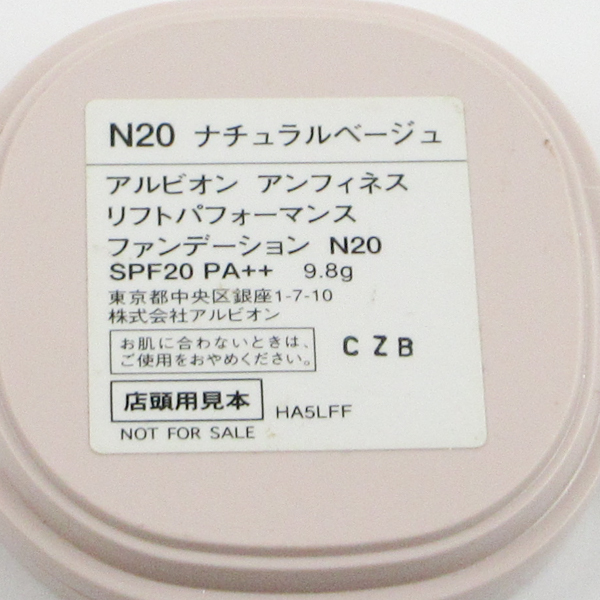 N20 ナチュラルベージュ
アルビオン アンフィネス
リフトパフォーマンス
ファンデーション N20
SPF20 PA++ 9.8g
東京都中央区銀座1-7-10
株式会社アルビオン
お肌に合わないときは、
ご使用をおやめください。
CZB
店頭用見本
HA5LFF
NOT FOR SALE